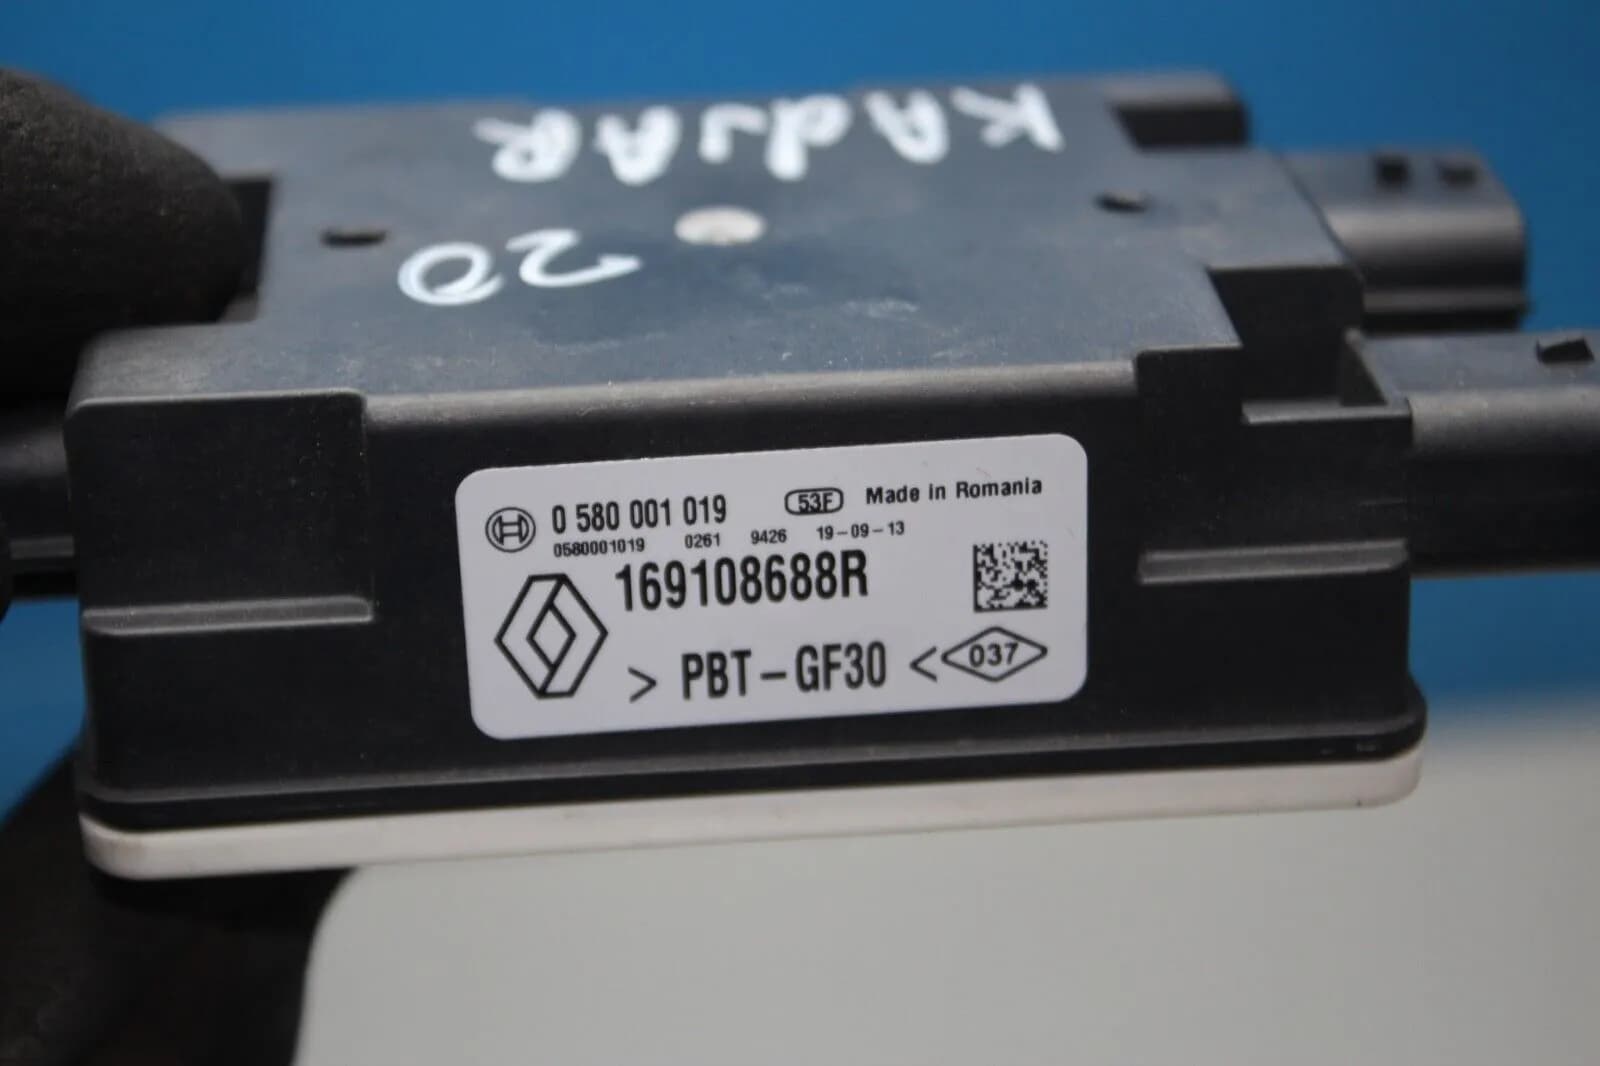 KADJAR
20
0 580 001 019 53F Made in Romania
0580001019 0261 9426 19-09-13
169108688R
> PBT-GF30 < 037